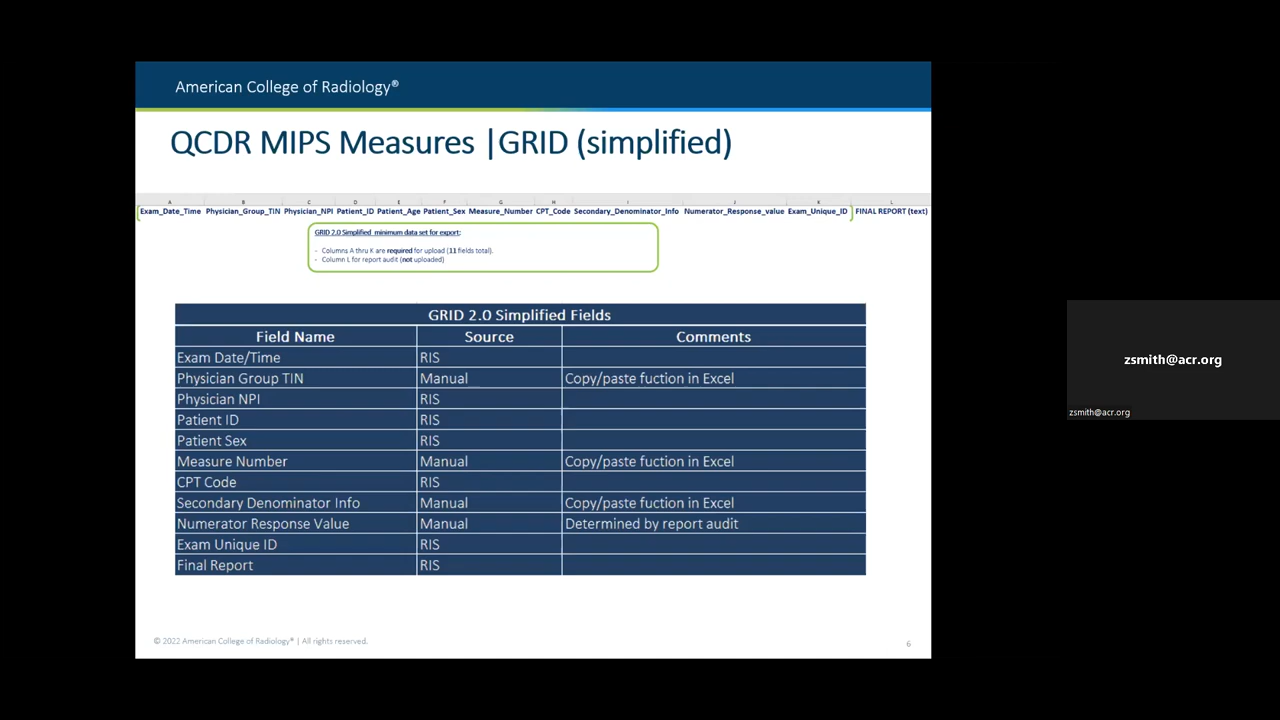 American College of Radiology®
QCDR MIPS Measures |GRID (simplified)
A B C D E F G H I J K L
Exam_Date_Time Physician_Group_TIN Physician_NPI Patient_ID Patient_Age Patient_Sex Measure_Number CPT_Code Secondary_Denominator_Info Numerator_Response_value Exam_Unique_ID FINAL REPORT (text)
GRID 2.0 Simplified minimum data set for export:
- Columns A thru K are required for upload (11 fields total).
- Column L for report audit (not uploaded)
GRID 2.0 Simplified Fields
Field Name Source Comments
Exam Date/Time RIS
Physician Group TIN Manual Copy/paste fuction in Excel
Physician NPI RIS
Patient ID RIS
Patient Sex RIS
Measure Number Manual Copy/paste fuction in Excel
CPT Code RIS
Secondary Denominator Info Manual Copy/paste fuction in Excel
Numerator Response Value Manual Determined by report audit
Exam Unique ID RIS
Final Report RIS
© 2022 American College of Radiology® | All rights reserved.
6
zsmith@acr.org
zsmith@acr.org